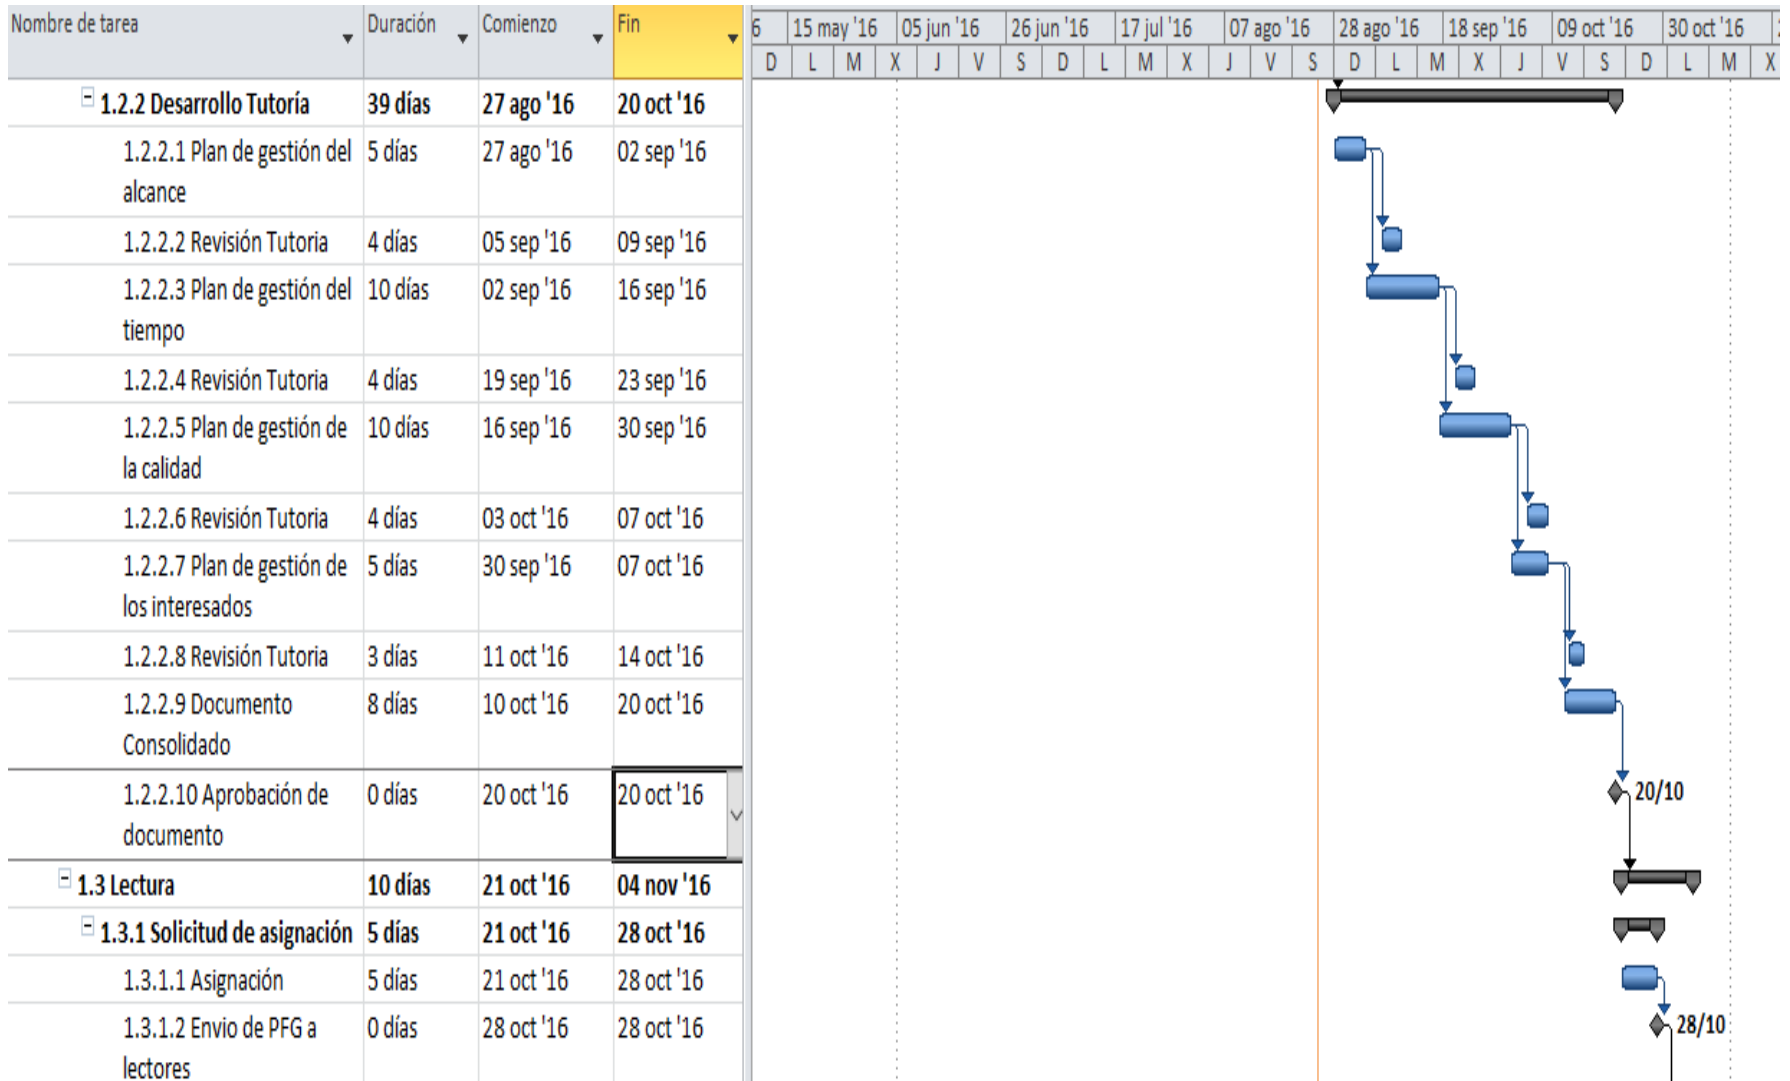 Nombre de tarea Duración Comienzo Fin
6 15 may '16 05 jun '16 26 jun '16 17 jul '16 07 ago '16 28 ago '16 18 sep '16 09 oct '16 30 oct '16
D L M X J V S D L M X J V S D L M X J V S D L M X
1.2.2 Desarrollo Tutoría 39 días 27 ago '16 20 oct '16
1.2.2.1 Plan de gestión del 5 días 27 ago '16 02 sep '16
alcance
1.2.2.2 Revisión Tutoria 4 días 05 sep '16 09 sep '16
1.2.2.3 Plan de gestión del 10 días 02 sep '16 16 sep '16
tiempo
1.2.2.4 Revisión Tutoria 4 días 19 sep '16 23 sep '16
1.2.2.5 Plan de gestión de 10 días 16 sep '16 30 sep '16
la calidad
1.2.2.6 Revisión Tutoria 4 días 03 oct '16 07 oct '16
1.2.2.7 Plan de gestión de 5 días 30 sep '16 07 oct '16
los interesados
1.2.2.8 Revisión Tutoria 3 días 11 oct '16 14 oct '16
1.2.2.9 Documento 8 días 10 oct '16 20 oct '16
Consolidado
1.2.2.10 Aprobación de 0 días 20 oct '16 20 oct '16 20/10
documento
1.3 Lectura 10 días 21 oct '16 04 nov '16
1.3.1 Solicitud de asignación 5 días 21 oct '16 28 oct '16
1.3.1.1 Asignación 5 días 21 oct '16 28 oct '16
1.3.1.2 Envio de PFG a 0 días 28 oct '16 28 oct '16 28/10
lectores